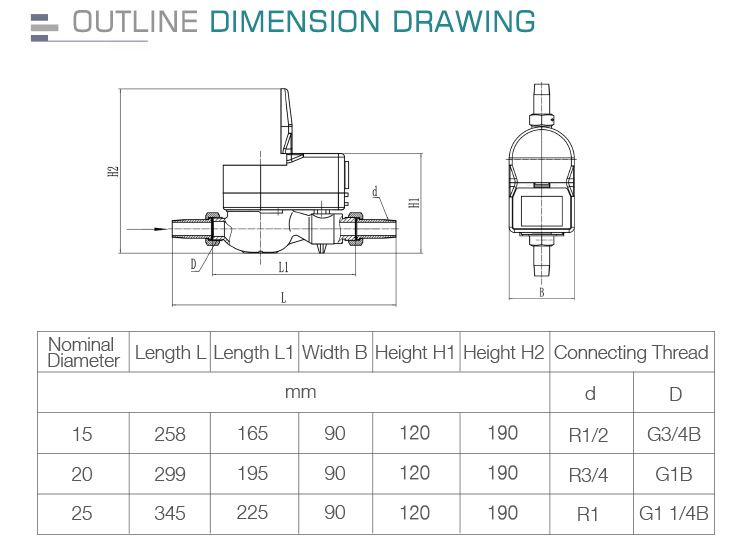 OUTLINE DIMENSION DRAWING
H2
d
H1
D
L1
L
B
Nominal Diameter Length L Length L1 Width B Height H1 Height H2 Connecting Thread
mm d D
15 258 165 90 120 190 R1/2 G3/4B
20 299 195 90 120 190 R3/4 G1B
25 345 225 90 120 190 R1 G1 1/4B